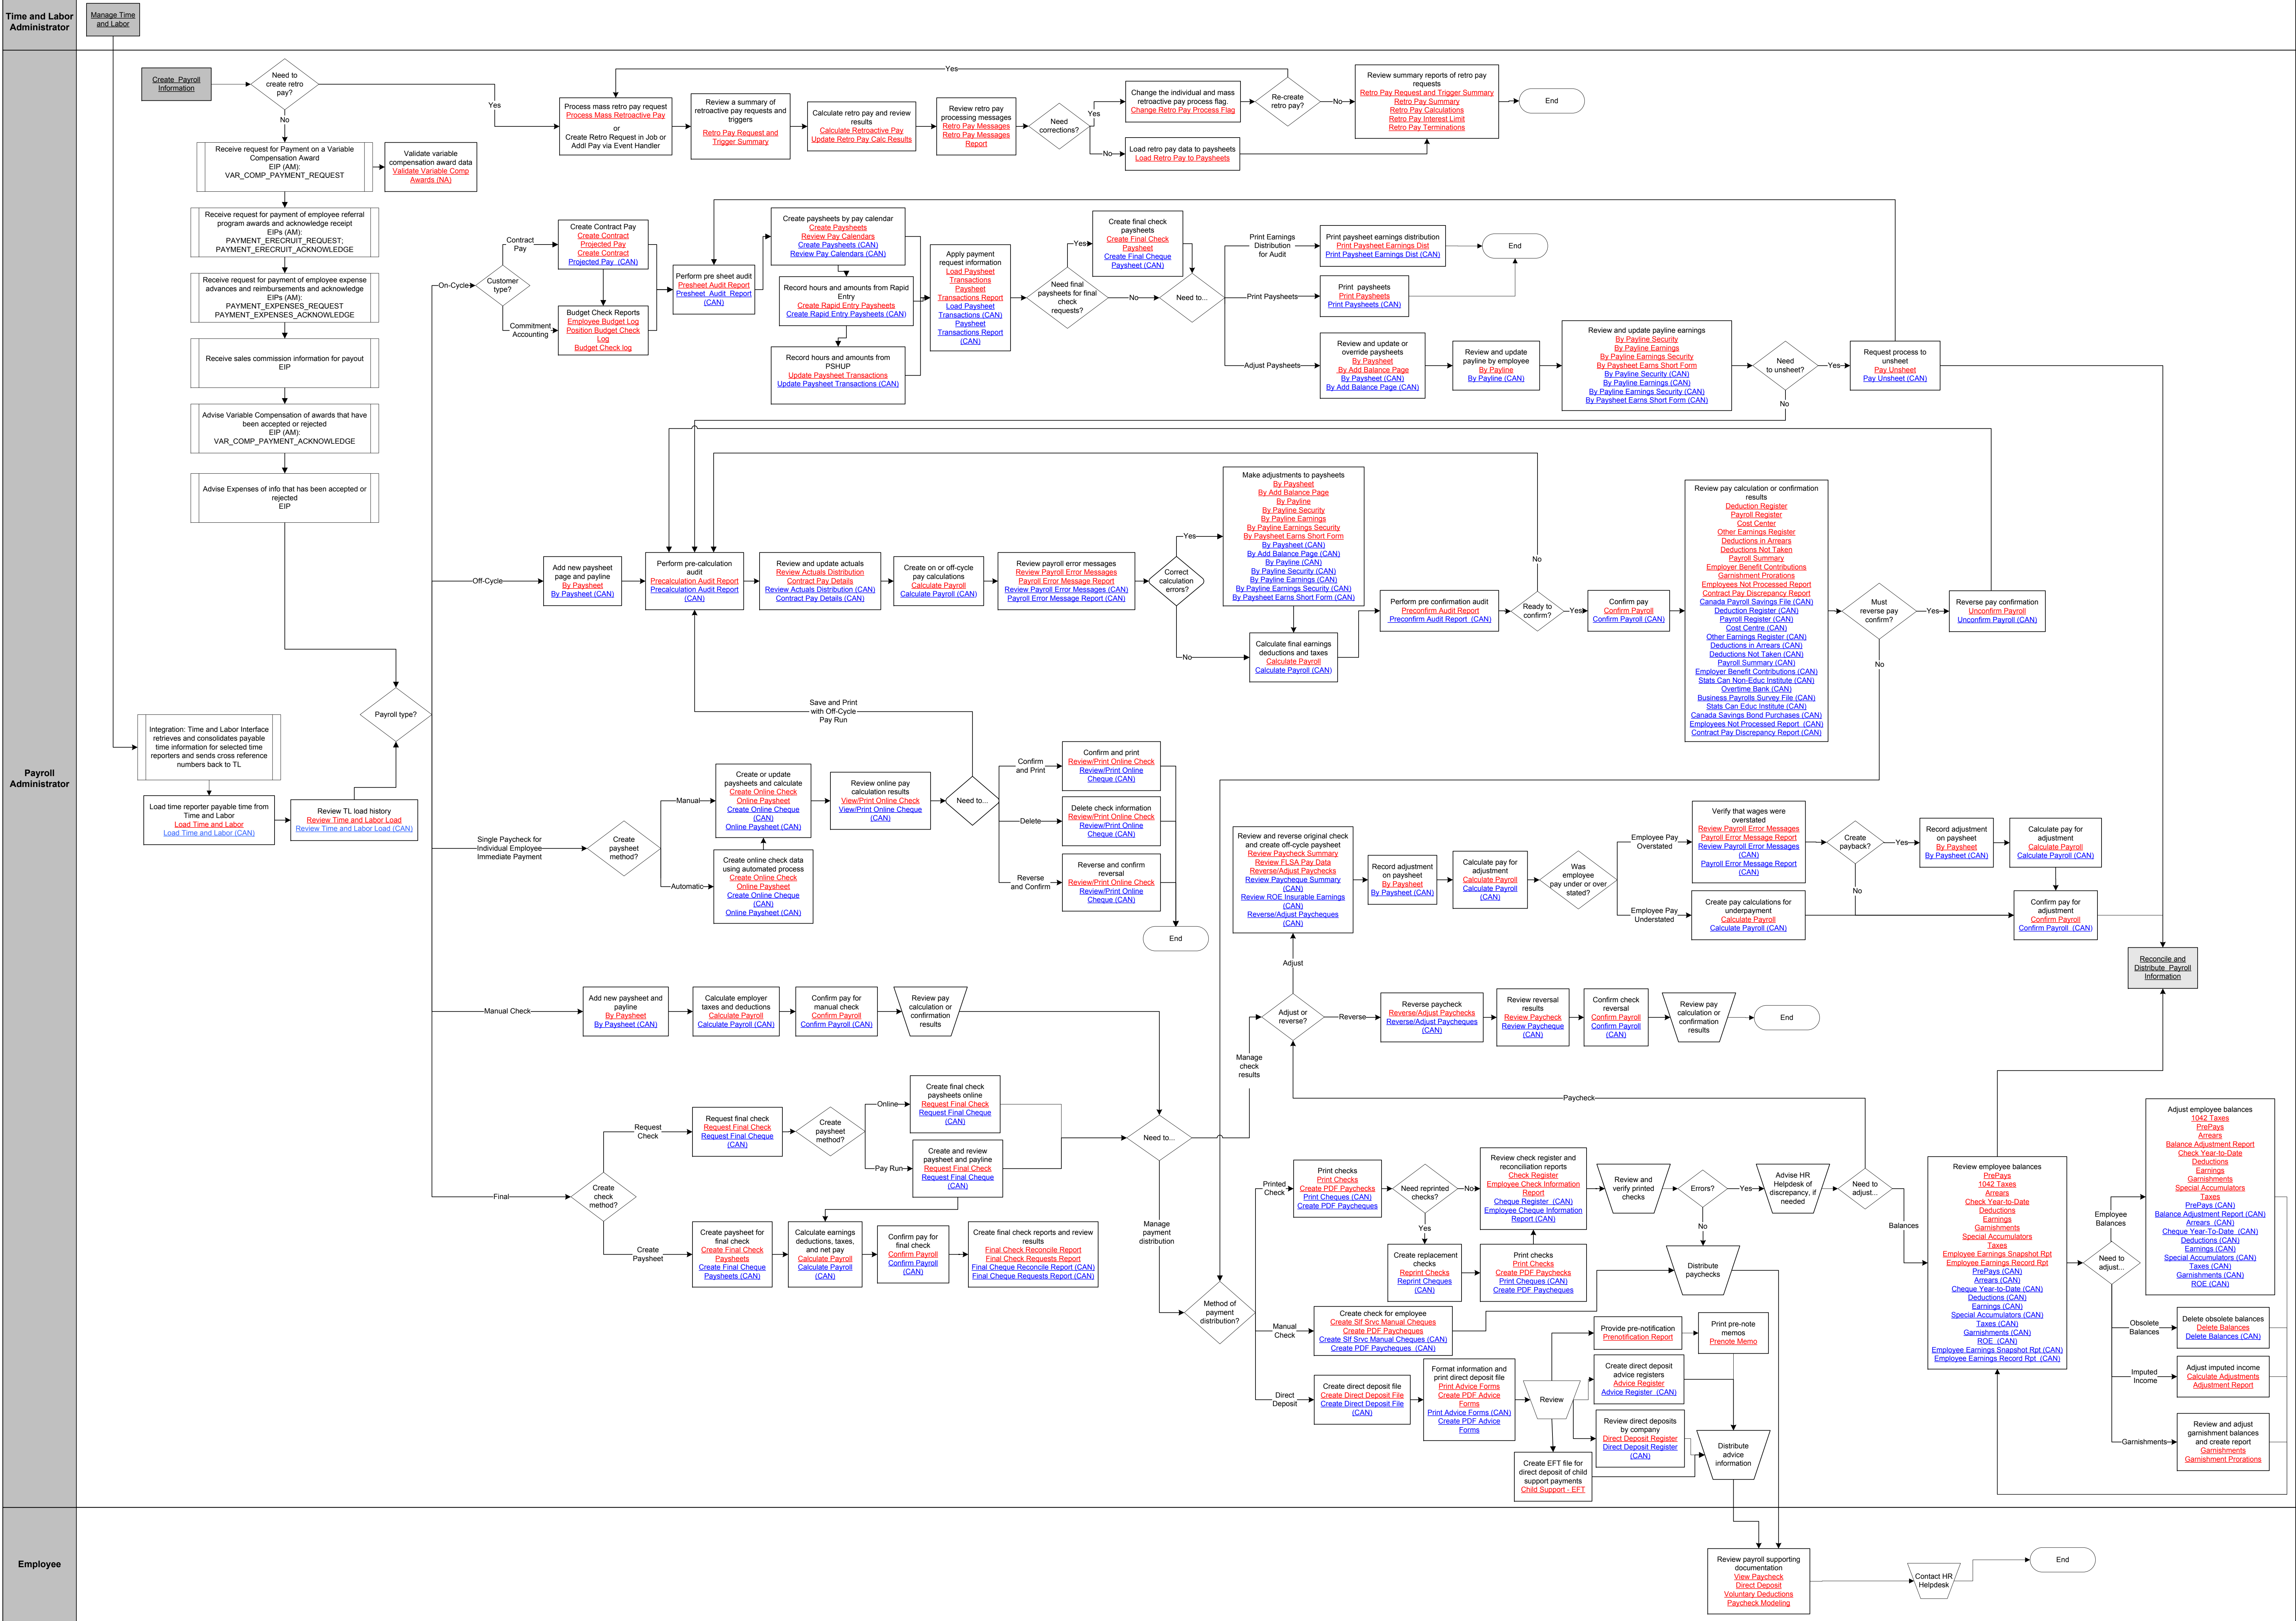 Time and Labor
Administrator
Manage Time
and Labor
Payroll
Administrator
Create Payroll
Information
Need to
create retro
pay?
Yes
No
Process mass retro pay request
Process Mass Retroactive Pay
or
Create Retro Request in Job or
Addl Pay via Event Handler
Review a summary of
retroactive pay requests and
triggers
Retro Pay Request and
Trigger Summary
Calculate retro pay and review
results
Calculate Retroactive Pay
Update Retro Pay Calc Results
Review retro pay
processing messages
Retro Pay Messages
Retro Pay Messages
Report
Need
corrections?
Yes
No
Change the individual and mass
retroactive pay process flag.
Change Retro Pay Process Flag
Load retro pay data to paysheets
Load Retro Pay to Paysheets
Re-create
retro pay?
Yes
No
Review summary reports of retro pay
requests
Retro Pay Request and Trigger Summary
Retro Pay Summary
Retro Pay Calculations
Retro Pay Interest Limit
Retro Pay Terminations
End
Receive request for Payment on a Variable
Compensation Award
EIP (AM):
VAR_COMP_PAYMENT_REQUEST
Validate variable
compensation award data
Validate Variable Comp
Awards (NA)
Receive request for payment of employee referral
program awards and acknowledge receipt
EIPs (AM):
PAYMENT_ERECRUIT_REQUEST;
PAYMENT_ERECRUIT_ACKNOWLEDGE
Receive request for payment of employee expense
advances and reimbursements and acknowledge
EIPs (AM):
PAYMENT_EXPENSES_REQUEST
PAYMENT_EXPENSES_ACKNOWLEDGE
Receive sales commission information for payout
EIP
Advise Variable Compensation of awards that have
been accepted or rejected
EIP (AM):
VAR_COMP_PAYMENT_ACKNOWLEDGE
Advise Expenses of info that has been accepted or
rejected
EIP
Payroll type?
Integration: Time and Labor Interface
retrieves and consolidates payable
time information for selected time
reporters and sends cross reference
numbers back to TL
Load time reporter payable time from
Time and Labor
Load Time and Labor
Load Time and Labor (CAN)
Review TL load history
Review Time and Labor Load
Review Time and Labor Load (CAN)
On-Cycle
Customer
type?
Contract
Pay
Commitment
Accounting
Create Contract Pay
Create Contract
Projected Pay
Create Contract
Projected Pay (CAN)
Budget Check Reports
Employee Budget Log
Position Budget Check
Log
Budget Check log
Perform pre sheet audit
Presheet Audit Report
Presheet Audit Report
(CAN)
Create paysheets by pay calendar
Create Paysheets
Review Pay Calendars
Create Paysheets (CAN)
Review Pay Calendars (CAN)
Record hours and amounts from Rapid
Entry
Create Rapid Entry Paysheets
Create Rapid Entry Paysheets (CAN)
Record hours and amounts from
PSHUP
Update Paysheet Transactions
Update Paysheet Transactions (CAN)
Apply payment
request information
Load Paysheet
Transactions
Paysheet
Transactions Report
Load Paysheet
Transactions (CAN)
Paysheet
Transactions Report
(CAN)
Need final
paysheets for final
check
requests?
Yes
No
Create final check
paysheets
Create Final Check
Paysheet
Create Final Cheque
Paysheet (CAN)
Need to...
Print Earnings
Distribution
for Audit
Print Paysheets
Adjust Paysheets
Print paysheet earnings distribution
Print Paysheet Earnings Dist
Print Paysheet Earnings Dist (CAN)
Print paysheets
Print Paysheets
Print Paysheets (CAN)
End
Review and update or
override paysheets
By Paysheet
By Add Balance Page
By Paysheet (CAN)
By Add Balance Page (CAN)
Review and update
payline by employee
By Payline
By Payline (CAN)
Review and update payline earnings
By Payline Security
By Payline Earnings
By Payline Earnings Security
By Paysheet Earns Short Form
By Payline Security (CAN)
By Payline Earnings (CAN)
By Payline Earnings Security (CAN)
By Paysheet Earns Short Form (CAN)
Need
to unsheet?
Yes
No
Request process to
unsheet
Pay Unsheet
Pay Unsheet (CAN)
Off-Cycle
Add new paysheet
page and payline
By Paysheet
By Paysheet (CAN)
Perform pre-calculation
audit
Precalculation Audit Report
Precalculation Audit Report
(CAN)
Review and update actuals
Review Actuals Distribution
Contract Pay Details
Review Actuals Distribution (CAN)
Contract Pay Details (CAN)
Create on or off-cycle
pay calculations
Calculate Payroll
Calculate Payroll (CAN)
Review payroll error messages
Review Payroll Error Messages
Payroll Error Message Report
Review Payroll Error Messages (CAN)
Payroll Error Message Report (CAN)
Correct
calculation
errors?
Yes
No
Make adjustments to paysheets
By Paysheet
By Add Balance Page
By Payline
By Payline Security
By Payline Earnings
By Payline Earnings Security
By Paysheet Earns Short Form
By Paysheet (CAN)
By Add Balance Page (CAN)
By Payline (CAN)
By Payline Security (CAN)
By Payline Earnings (CAN)
By Payline Earnings Security (CAN)
By Paysheet Earns Short Form (CAN)
Calculate final earnings
deductions and taxes
Calculate Payroll
Calculate Payroll (CAN)
Perform pre confirmation audit
Preconfirm Audit Report
Preconfirm Audit Report (CAN)
Ready to
confirm?
No
Yes
Confirm pay
Confirm Payroll
Confirm Payroll (CAN)
Review pay calculation or confirmation
results
Deduction Register
Payroll Register
Cost Center
Other Earnings Register
Deductions in Arrears
Deductions Not Taken
Payroll Summary
Employer Benefit Contributions
Garnishment Prorations
Employees Not Processed Report
Contract Pay Discrepancy Report
Canada Payroll Savings File (CAN)
Deduction Register (CAN)
Payroll Register (CAN)
Cost Centre (CAN)
Other Earnings Register (CAN)
Deductions in Arrears (CAN)
Deductions Not Taken (CAN)
Payroll Summary (CAN)
Employer Benefit Contributions (CAN)
Stats Can Non-Educ Institute (CAN)
Overtime Bank (CAN)
Business Payrolls Survey File (CAN)
Stats Can Educ Institute (CAN)
Canada Savings Bond Purchases (CAN)
Employees Not Processed Report (CAN)
Contract Pay Discrepancy Report (CAN)
Must
reverse pay
confirm?
Yes
No
Reverse pay confirmation
Unconfirm Payroll
Unconfirm Payroll (CAN)
Save and Print
with Off-Cycle
Pay Run
Single Paycheck for
Individual Employee
Immediate Payment
Create
paysheet
method?
Manual
Automatic
Create or update
paysheets and calculate
Create Online Check
Online Paysheet
Create Online Cheque
(CAN)
Online Paysheet (CAN)
Create online check data
using automated process
Create Online Check
Online Paysheet
Create Online Cheque
(CAN)
Online Paysheet (CAN)
Review online pay
calculation results
View/Print Online Check
View/Print Online Cheque
(CAN)
Need to...
Confirm
and Print
Delete
Reverse
and Confirm
Confirm and print
Review/Print Online Check
Review/Print Online
Cheque (CAN)
Delete check information
Review/Print Online Check
Review/Print Online
Cheque (CAN)
Reverse and confirm
reversal
Review/Print Online Check
Review/Print Online
Cheque (CAN)
End
Review and reverse original check
and create off-cycle paysheet
Review Paycheck Summary
Review FLSA Pay Data
Reverse/Adjust Paychecks
Review Paycheque Summary
(CAN)
Review ROE Insurable Earnings
(CAN)
Reverse/Adjust Paycheques
(CAN)
Record adjustment
on paysheet
By Paysheet
By Paysheet (CAN)
Calculate pay for
adjustment
Calculate Payroll
Calculate Payroll
(CAN)
Was
employee
pay under or over
stated?
Employee Pay
Overstated
Employee Pay
Understated
Verify that wages were
overstated
Review Payroll Error Messages
Payroll Error Message Report
Review Payroll Error Messages
(CAN)
Payroll Error Message Report
(CAN)
Create
payback?
Yes
No
Record adjustment
on paysheet
By Paysheet
By Paysheet (CAN)
Calculate pay for
adjustment
Calculate Payroll
Calculate Payroll (CAN)
Create pay calculations for
underpayment
Calculate Payroll
Calculate Payroll (CAN)
Confirm pay for
adjustment
Confirm Payroll
Confirm Payroll (CAN)
Reconcile and
Distribute Payroll
Information
Manual Check
Add new paysheet and
payline
By Paysheet
By Paysheet (CAN)
Calculate employer
taxes and deductions
Calculate Payroll
Calculate Payroll (CAN)
Confirm pay for
manual check
Confirm Payroll
Confirm Payroll (CAN)
Review pay
calculation or
confirmation
results
Adjust
Adjust or
reverse?
Reverse
Reverse paycheck
Reverse/Adjust Paychecks
Reverse/Adjust Paycheques
(CAN)
Review reversal
results
Review Paycheck
Review Paycheque
(CAN)
Confirm check
reversal
Confirm Payroll
Confirm Payroll
(CAN)
Review pay
calculation or
confirmation
results
End
Manage
check
results
Paycheck
Final
Create
check
method?
Request
Check
Create
Paysheet
Request final check
Request Final Check
Request Final Cheque
(CAN)
Create
paysheet
method?
Online
Pay Run
Create final check
paysheets online
Request Final Check
Request Final Cheque
(CAN)
Create and review
paysheet and payline
Request Final Check
Request Final Cheque
(CAN)
Create paysheet for
final check
Create Final Check
Paysheets
Create Final Cheque
Paysheets (CAN)
Calculate earnings
deductions, taxes,
and net pay
Calculate Payroll
Calculate Payroll
(CAN)
Confirm pay for
final check
Confirm Payroll
Confirm Payroll
(CAN)
Create final check reports and review
results
Final Check Reconcile Report
Final Check Requests Report
Final Cheque Reconcile Report (CAN)
Final Cheque Requests Report (CAN)
Need to...
Manage
payment
distribution
Method of
payment
distribution?
Printed
Check
Manual
Check
Direct
Deposit
Print checks
Print Checks
Create PDF Paychecks
Print Cheques (CAN)
Create PDF Paycheques
Need reprinted
checks?
No
Yes
Create replacement
checks
Reprint Checks
Reprint Cheques
(CAN)
Print checks
Print Checks
Create PDF Paychecks
Print Cheques (CAN)
Create PDF Paycheques
Review check register and
reconciliation reports
Check Register
Employee Check Information
Report
Cheque Register (CAN)
Employee Cheque Information
Report (CAN)
Review and
verify printed
checks
Errors?
Yes
No
Advise HR
Helpdesk of
discrepancy, if
needed
Need to
adjust...
Balances
Distribute
paychecks
Create check for employee
Create Slf Srvc Manual Cheques
Create PDF Paycheques
Create Slf Srvc Manual Cheques (CAN)
Create PDF Paycheques (CAN)
Create direct deposit file
Create Direct Deposit File
Create Direct Deposit File
(CAN)
Format information and
print direct deposit file
Print Advice Forms
Create PDF Advice
Forms
Print Advice Forms (CAN)
Create PDF Advice
Forms
Review
Provide pre-notification
Prenotification Report
Print pre-note
memos
Prenote Memo
Create direct deposit
advice registers
Advice Register
Advice Register (CAN)
Review direct deposits
by company
Direct Deposit Register
Direct Deposit Register
(CAN)
Create EFT file for
direct deposit of child
support payments
Child Support - EFT
Distribute
advice
information
Review employee balances
PrePays
1042 Taxes
Arrears
Check Year-to-Date
Deductions
Earnings
Garnishments
Special Accumulators
Taxes
Employee Earnings Snapshot Rpt
Employee Earnings Record Rpt
PrePays (CAN)
Arrears (CAN)
Cheque Year-to-Date (CAN)
Deductions (CAN)
Earnings (CAN)
Special Accumulators (CAN)
Taxes (CAN)
Garnishments (CAN)
ROE (CAN)
Employee Earnings Snapshot Rpt (CAN)
Employee Earnings Record Rpt (CAN)
Need to
adjust...
Employee
Balances
Obsolete
Balances
Imputed
Income
Garnishments
Adjust employee balances
1042 Taxes
PrePays
Arrears
Balance Adjustment Report
Check Year-to-Date
Deductions
Earnings
Garnishments
Special Accumulators
Taxes
PrePays (CAN)
Balance Adjustment Report (CAN)
Arrears (CAN)
Cheque Year-To-Date (CAN)
Deductions (CAN)
Earnings (CAN)
Special Accumulators (CAN)
Taxes (CAN)
Garnishments (CAN)
ROE (CAN)
Delete obsolete balances
Delete Balances
Delete Balances (CAN)
Adjust imputed income
Calculate Adjustments
Adjustment Report
Review and adjust
garnishment balances
and create report
Garnishments
Garnishment Prorations
Employee
Review payroll supporting
documentation
View Paycheck
Direct Deposit
Voluntary Deductions
Paycheck Modeling
Contact HR
Helpdesk
End